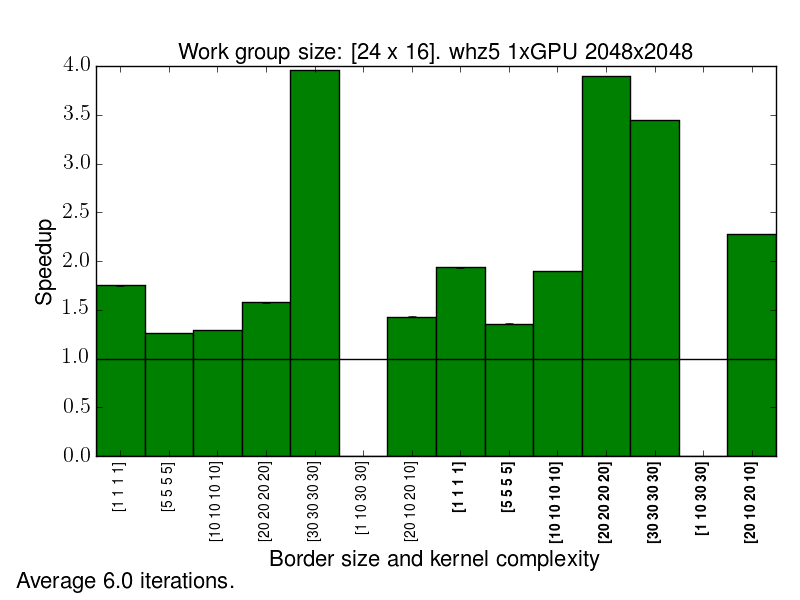 Work group size: [24 x 16]. whz5 1xGPU 2048x2048
4.0
3.5
3.0
2.5
2.0
1.5
1.0
0.5
0.0
Speedup
[1 1 1 1]
[5 5 5 5]
[10 10 10 10]
[20 20 20 20]
[30 30 30 30]
[1 10 30 30]
[20 10 20 10]
[1 1 1 1]
[5 5 5 5]
[10 10 10 10]
[20 20 20 20]
[30 30 30 30]
[1 10 30 30]
[20 10 20 10]
Border size and kernel complexity
Average 6.0 iterations.